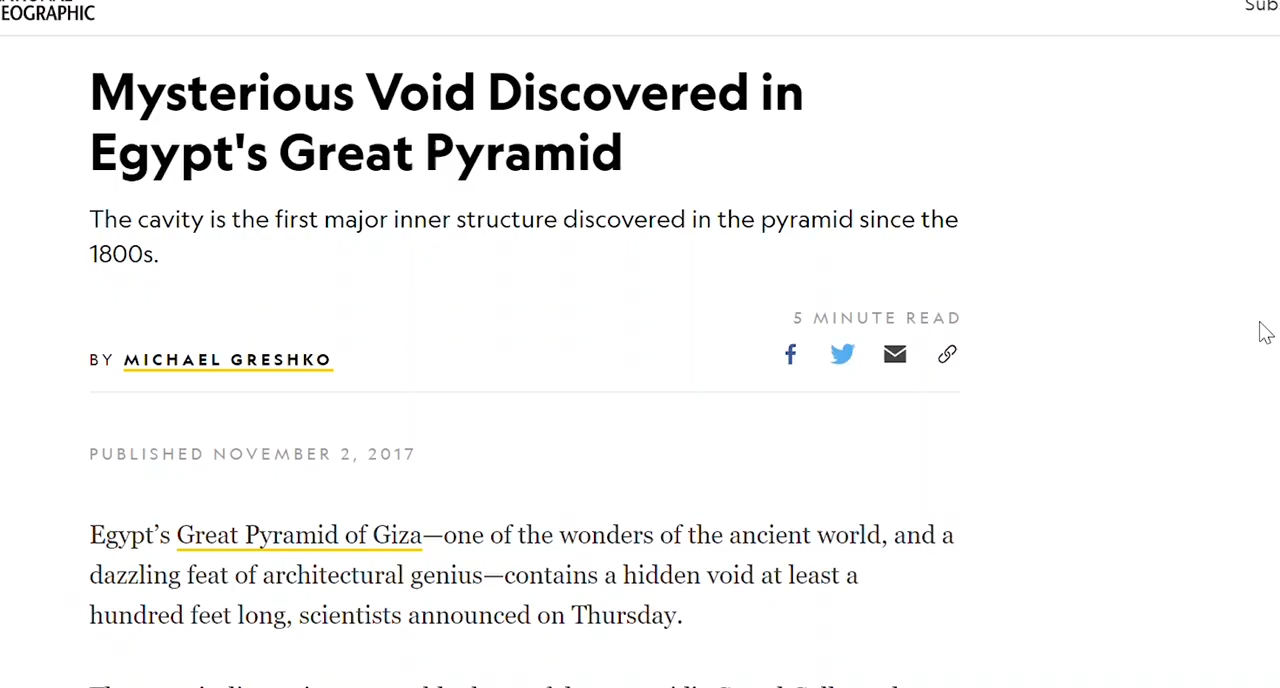 EOGRAPHIC
Sub
Mysterious Void Discovered in
Egypt's Great Pyramid
The cavity is the first major inner structure discovered in the pyramid since the
1800s.
5 MINUTE READ
BY MICHAEL GRESHKO
PUBLISHED NOVEMBER 2, 2017
Egypt’s Great Pyramid of Giza—one of the wonders of the ancient world, and a
dazzling feat of architectural genius—contains a hidden void at least a
hundred feet long, scientists announced on Thursday.